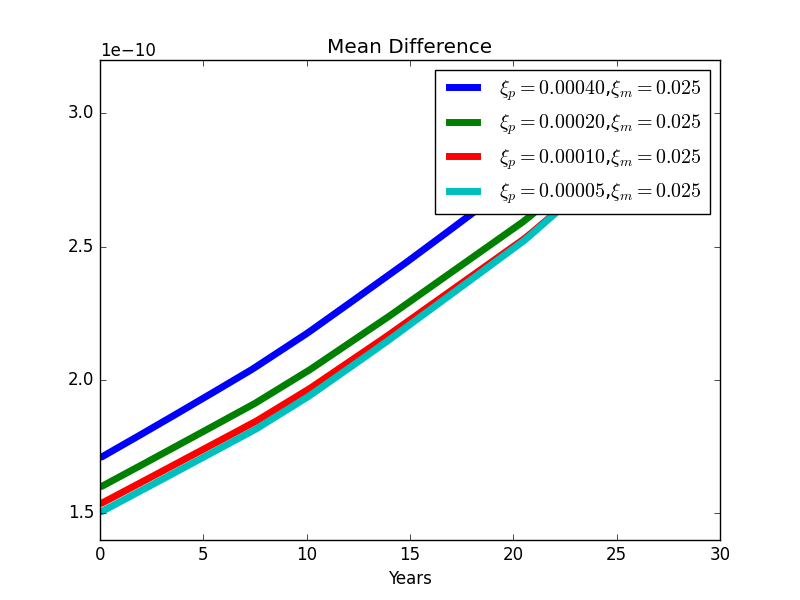 Mean Difference
1e−10
ξₚ = 0.00040,ξₘ = 0.025
ξₚ = 0.00020,ξₘ = 0.025
ξₚ = 0.00010,ξₘ = 0.025
ξₚ = 0.00005,ξₘ = 0.025
3.0
2.5
2.0
1.5
0 5 10 15 20 25 30
Years